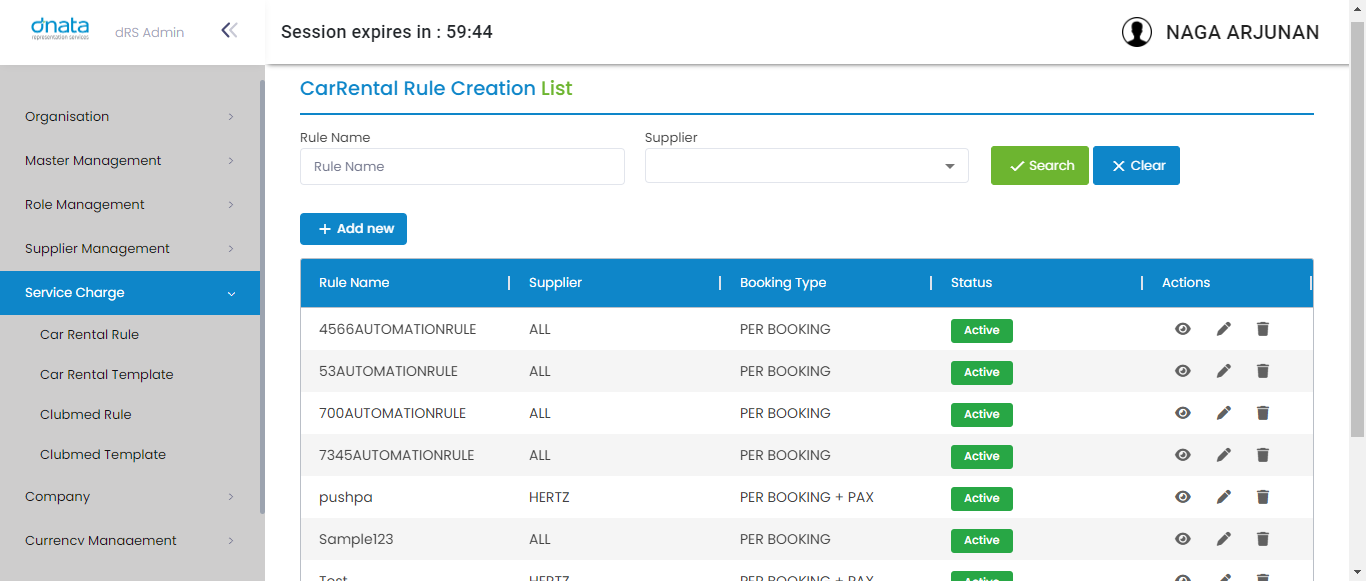 dnata
representation services
dRS Admin
Session expires in : 59:44
NAGA ARJUNAN
Organisation
Master Management
Role Management
Supplier Management
Service Charge
Car Rental Rule
Car Rental Template
Clubmed Rule
Clubmed Template
Company
Currency Management
CarRental Rule Creation List
Rule Name
Supplier
Rule Name
Search
Clear
Add new
Rule Name Supplier Booking Type Status Actions
4566AUTOMATIONRULE ALL PER BOOKING Active
53AUTOMATIONRULE ALL PER BOOKING Active
700AUTOMATIONRULE ALL PER BOOKING Active
7345AUTOMATIONRULE ALL PER BOOKING Active
pushpa HERTZ PER BOOKING + PAX Active
Sample123 ALL PER BOOKING Active
Test HERTZ PER BOOKING + PAX Active